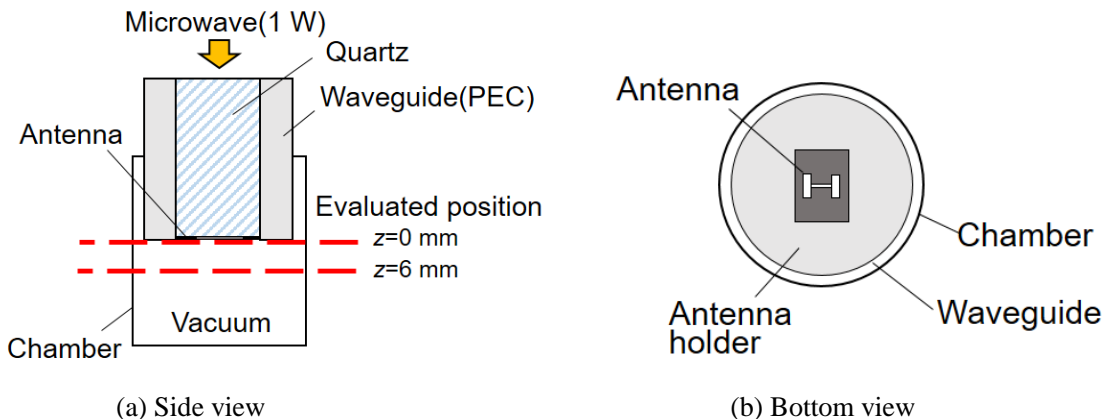 Microwave(1 W)
Quartz
Waveguide(PEC)
Antenna
Evaluated position
z=0 mm
z=6 mm
Vacuum
Chamber
(a) Side view
Antenna
Chamber
Waveguide
Antenna
holder
(b) Bottom view